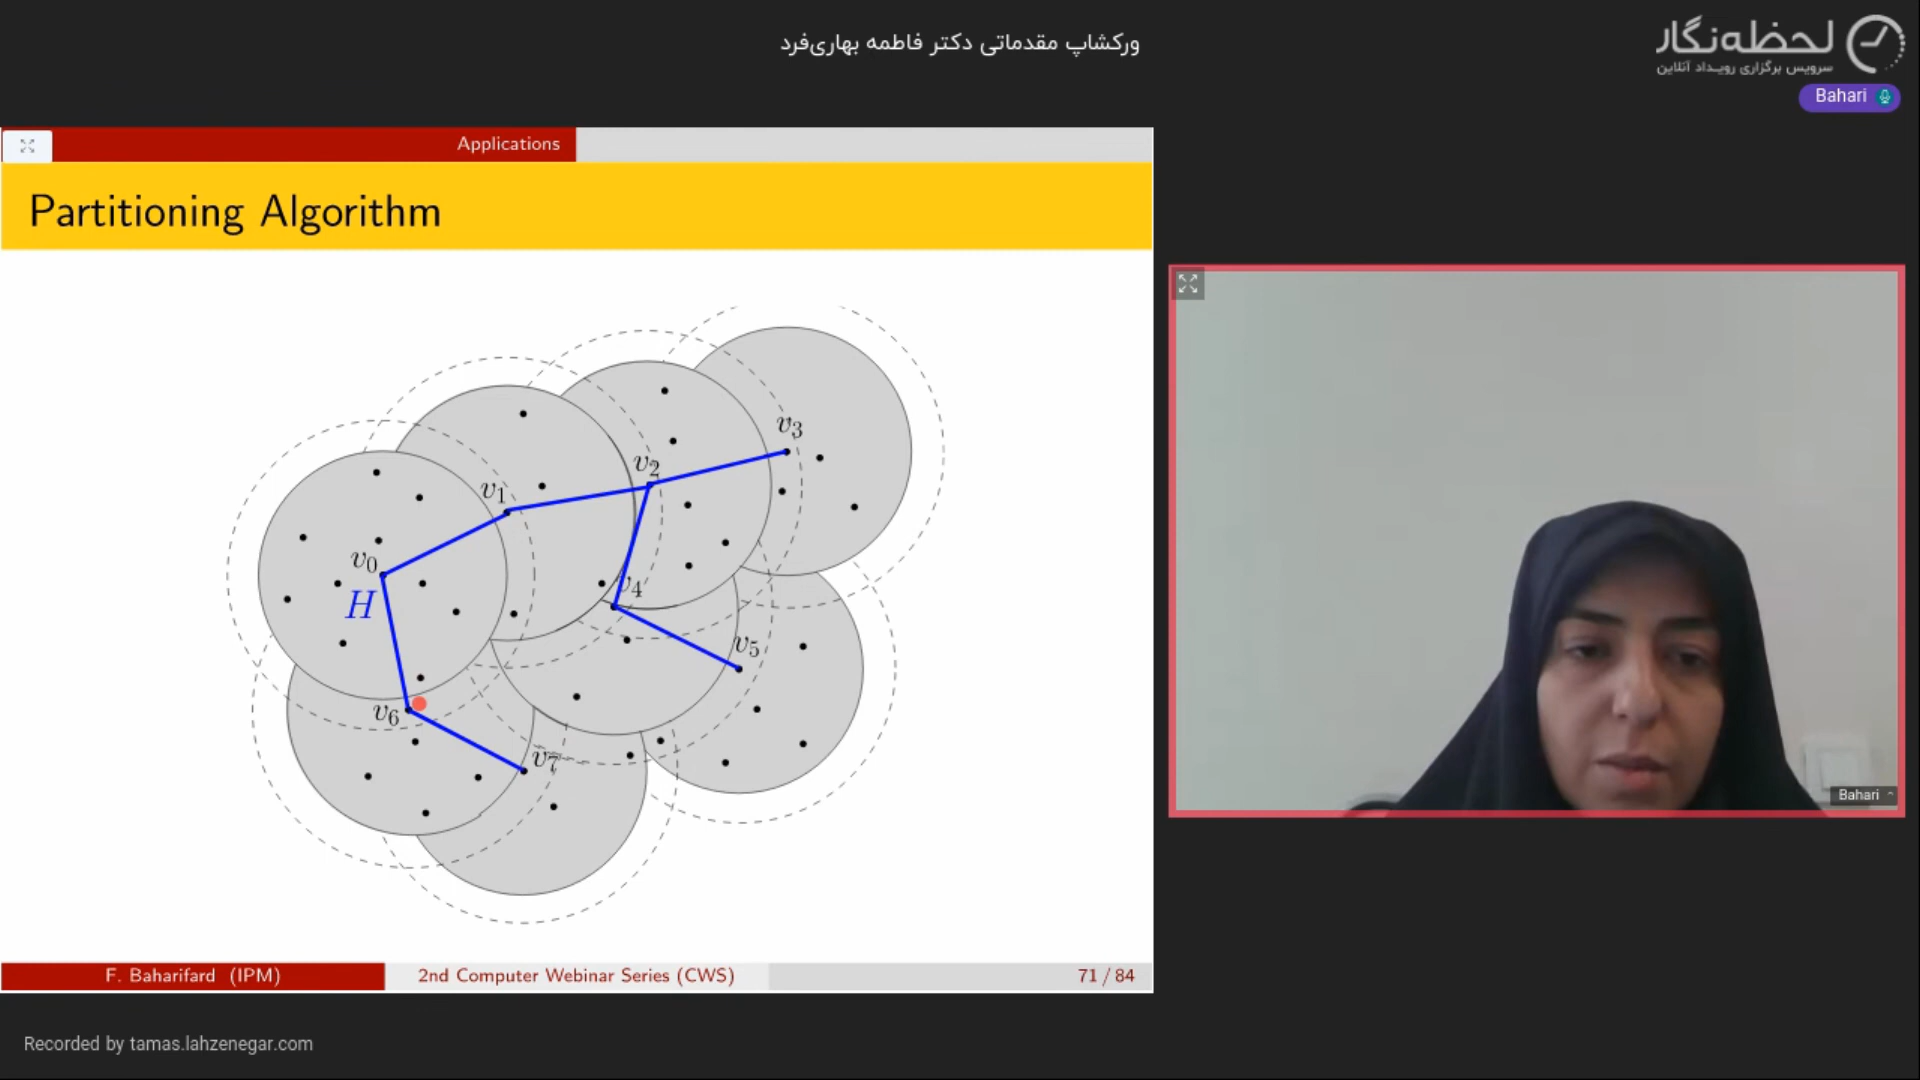 ورکشاپ مقدماتی دکتر فاطمه بهاری‌فرد
لحظه‌نگار
سرویس برگزاری رویداد آنلاین
Bahari
Applications
Partitioning Algorithm
v3
v2
v1
v0
v4
H
v5
v6
v7
Bahari
F. Baharifard (IPM)
2nd Computer Webinar Series (CWS)
71 / 84
Recorded by tamas.lahzenegar.com